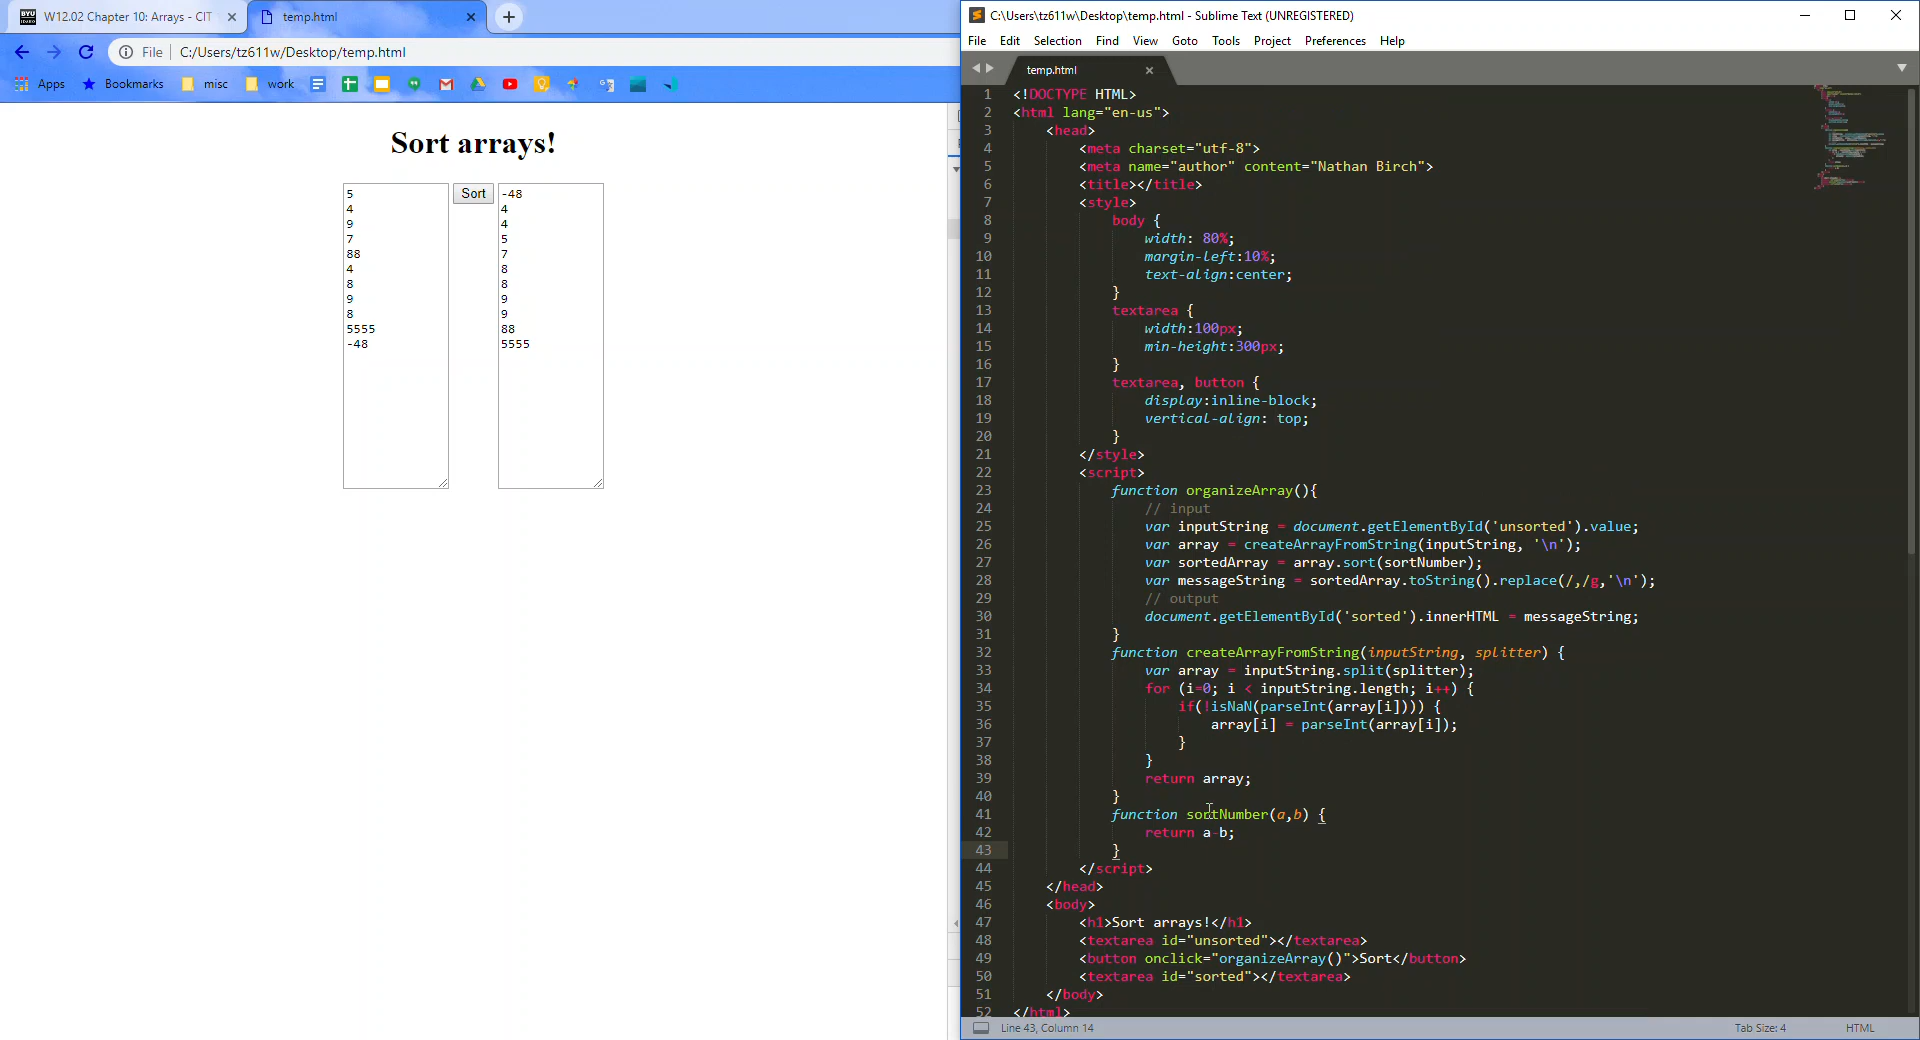 W12.02 Chapter 10: Arrays - CIT
temp.html
File
C:/Users/tz611w/Desktop/temp.html
Apps
Bookmarks
misc
work
Sort arrays!
5
4
9
7
88
4
8
9
8
5555
-48
Sort
-48
4
4
5
7
8
8
9
9
88
5555
C:\Users\tz611w\Desktop\temp.html - Sublime Text (UNREGISTERED)
File Edit Selection Find View Goto Tools Project Preferences Help
temp.html
1 <!DOCTYPE HTML>
2 <html lang="en-us">
3 <head>
4 <meta charset="utf-8">
5 <meta name="author" content="Nathan Birch">
6 <title></title>
7 <style>
8 body {
9 width: 80%;
10 margin-left:10%;
11 text-align:center;
12 }
13 textarea {
14 width:100px;
15 min-height:300px;
16 }
17 textarea, button {
18 display:inline-block;
19 vertical-align: top;
20 }
21 </style>
22 <script>
23 function organizeArray(){
24 // input
25 var inputString = document.getElementById('unsorted').value;
26 var array = createArrayFromString(inputString, '\n');
27 var sortedArray = array.sort(sortNumber);
28 var messageString = sortedArray.toString().replace(/,/g,'\n');
29 // output
30 document.getElementById('sorted').innerHTML = messageString;
31 }
32 function createArrayFromString(inputString, splitter) {
33 var array = inputString.split(splitter);
34 for (i=0; i < inputString.length; i++) {
35 if(!isNaN(parseInt(array[i]))) {
36 array[i] = parseInt(array[i]);
37 }
38 }
39 return array;
40 }
41 function sortNumber(a,b) {
42 return a-b;
43 }
44 </script>
45 </head>
46 <body>
47 <h1>Sort arrays!</h1>
48 <textarea id="unsorted"></textarea>
49 <button onclick="organizeArray()">Sort</button>
50 <textarea id="sorted"></textarea>
51 </body>
52 </html>
Line 43, Column 14
Tab Size: 4
HTML